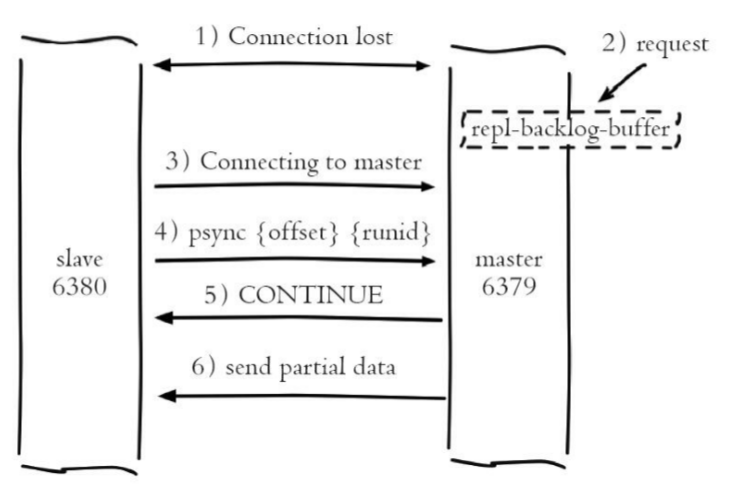 1) Connection lost
2) request
repl-backlog-buffer
3) Connecting to master
4) psync {offset} {runid}
slave
6380
master
6379
5) CONTINUE
6) send partial data